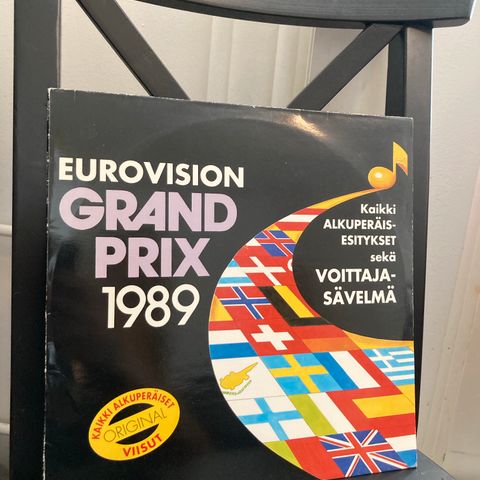 EUROVISION
GRAND
PRIX
1989
Kaikki
ALKUPERÄIS-
ESITYKSET
sekä
VOITTAJA-
SÄVELMÄ
KAIKKI ALKUPERÄISET
ORIGINAL
VIISUT